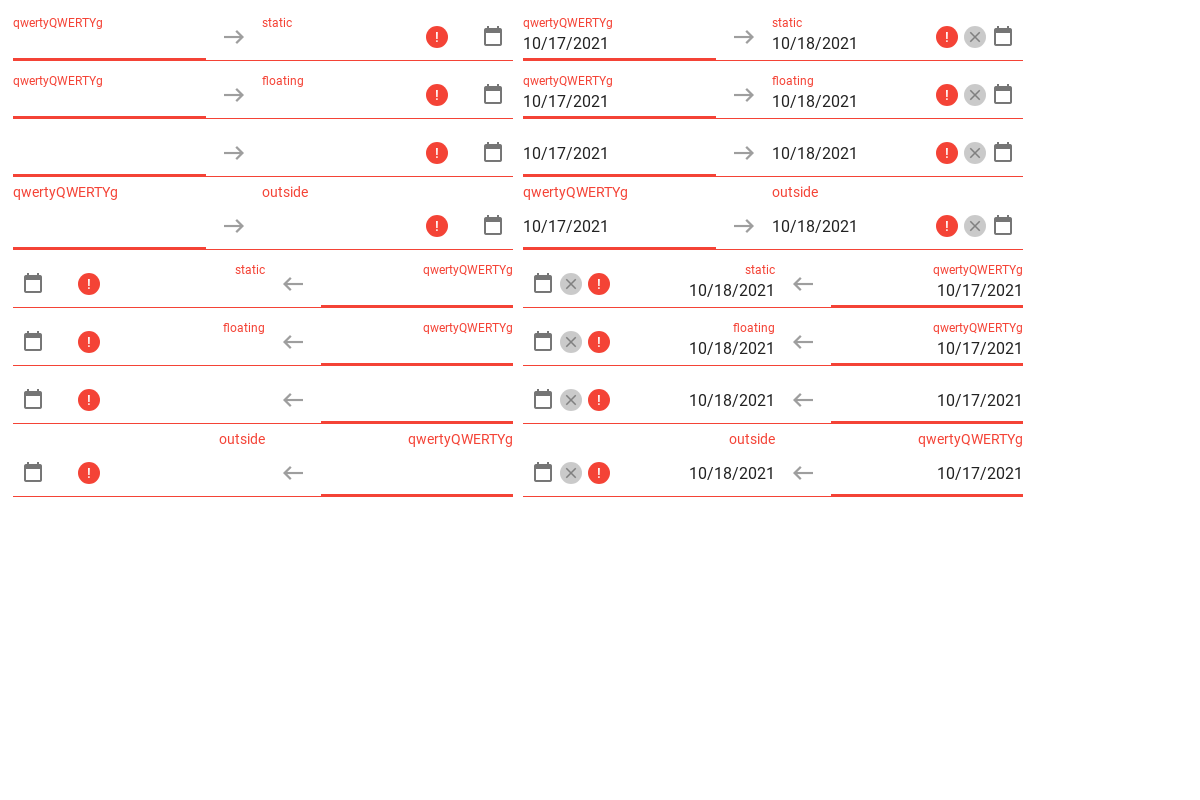 qwertyQWERTYg static qwertyQWERTYg static
10/17/2021 10/18/2021
qwertyQWERTYg floating qwertyQWERTYg floating
10/17/2021 10/18/2021
10/17/2021 10/18/2021
qwertyQWERTYg outside qwertyQWERTYg outside
10/17/2021 10/18/2021
static qwertyQWERTYg static qwertyQWERTYg
10/18/2021 10/17/2021
floating qwertyQWERTYg floating qwertyQWERTYg
10/18/2021 10/17/2021
10/18/2021 10/17/2021
outside qwertyQWERTYg outside qwertyQWERTYg
10/18/2021 10/17/2021